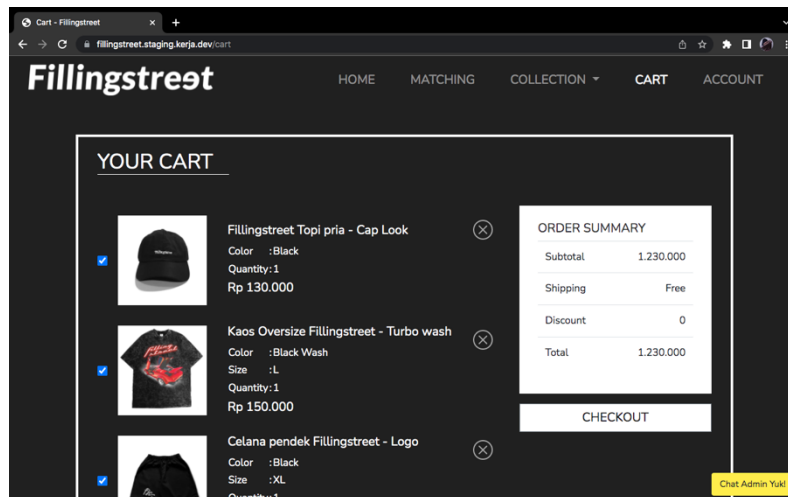 Cart - Fillingstreet
fillingstreet.staging.kerja.dev/cart
Fillingstreet
HOME
MATCHING
COLLECTION
CART
ACCOUNT
YOUR CART
Fillingstreet Topi pria - Cap Look
Color :Black
Quantity:1
Rp 130.000
Kaos Oversize Fillingstreet - Turbo wash
Color :Black Wash
Size :L
Quantity:1
Rp 150.000
Celana pendek Fillingstreet - Logo
Color :Black
Size :XL
Quantity:1
ORDER SUMMARY
Subtotal 1.230.000
Shipping Free
Discount 0
Total 1.230.000
CHECKOUT
Chat Admin Yuk!